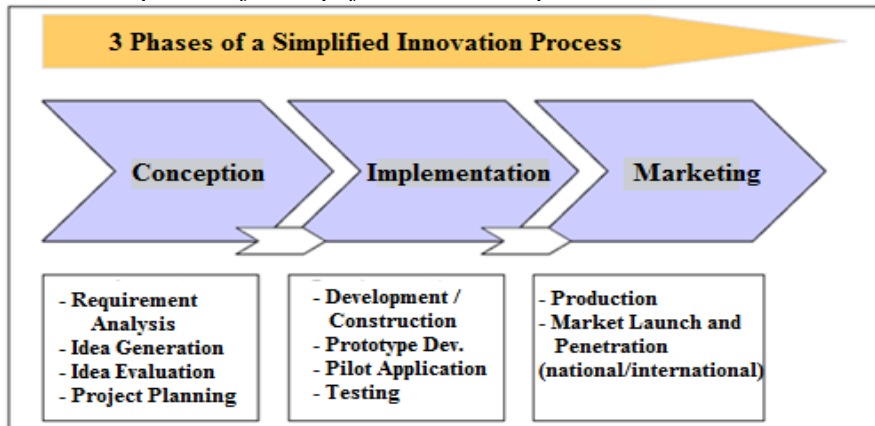 3 Phases of a Simplified Innovation Process
Conception
Implementation
Marketing
- Requirement
Analysis
- Idea Generation
- Idea Evaluation
- Project Planning
- Development /
Construction
- Prototype Dev.
- Pilot Application
- Testing
- Production
- Market Launch and
Penetration
(national/international)